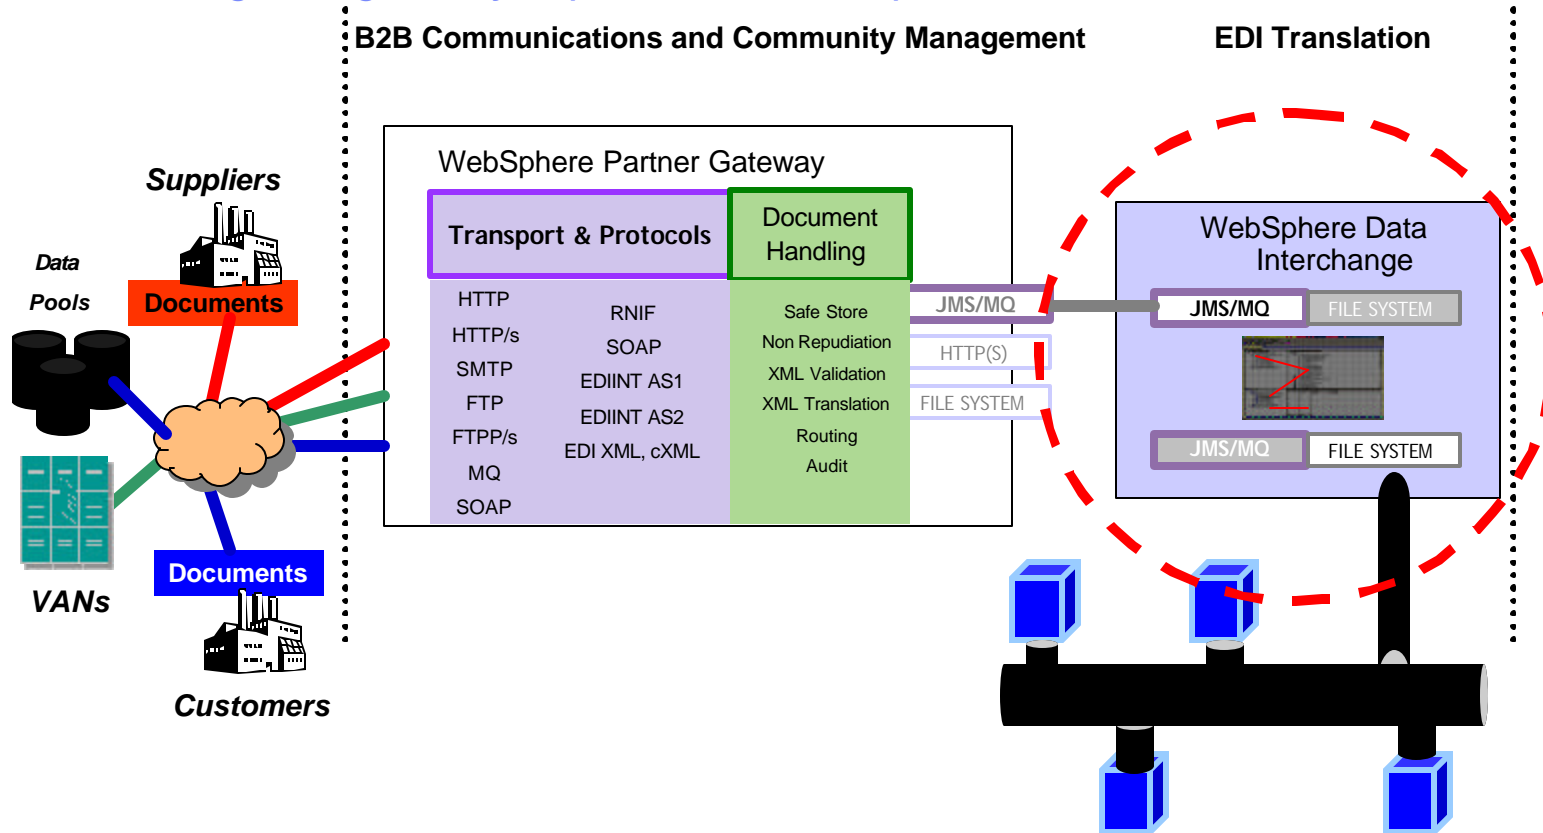 B2B Communications and Community Management
EDI Translation
Suppliers
Data
Pools
Documents
VANs
Documents
Customers
WebSphere Partner Gateway
Transport & Protocols
Document
Handling
HTTP
HTTP/s
SMTP
FTP
FTPP/s
MQ
SOAP
RNIF
SOAP
EDIINT AS1
EDIINT AS2
EDI XML, cXML
Safe Store
Non Repudiation
XML Validation
XML Translation
Routing
Audit
JMS/MQ
HTTP(S)
FILE SYSTEM
WebSphere Data
Interchange
JMS/MQ
FILE SYSTEM
JMS/MQ
FILE SYSTEM